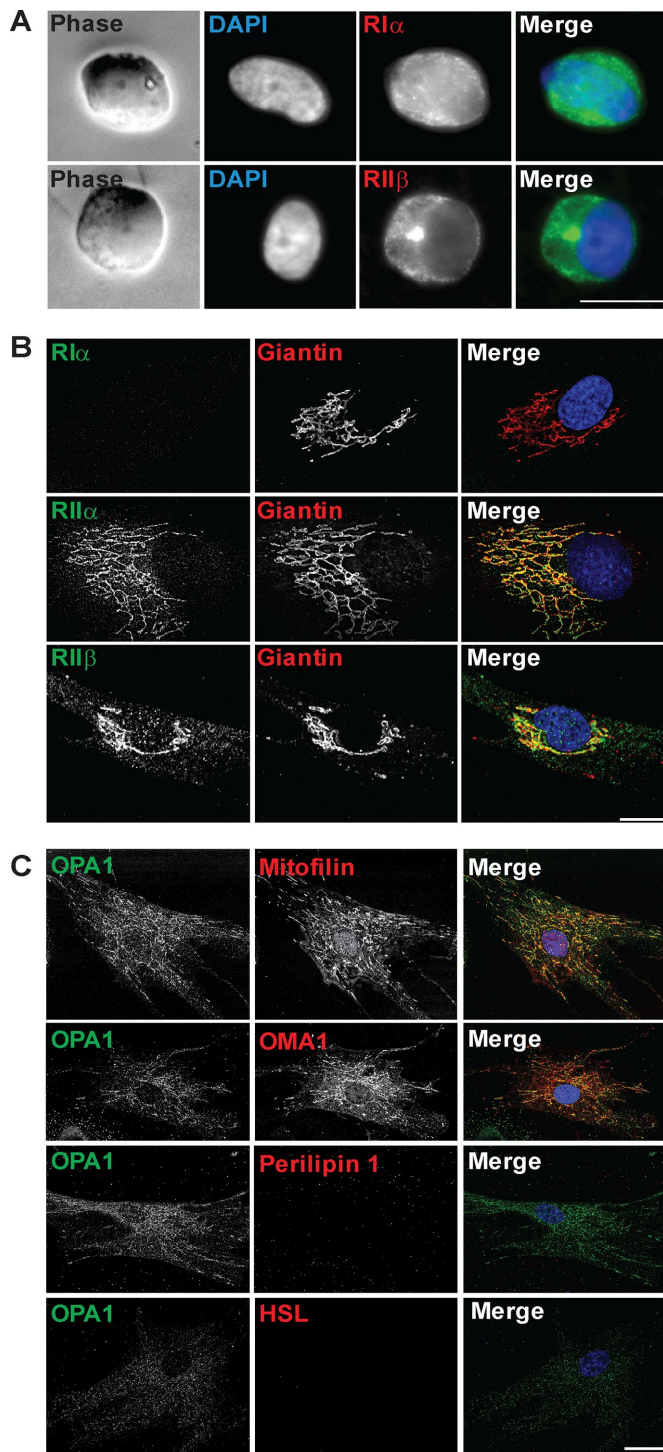 A
Phase DAPI RIα Merge
Phase DAPI RIIβ Merge
B
RIα Giantin Merge
RIIα Giantin Merge
RIIβ Giantin Merge
C
OPA1 Mitofilin Merge
OPA1 OMA1 Merge
OPA1 Perilipin 1 Merge
OPA1 HSL Merge